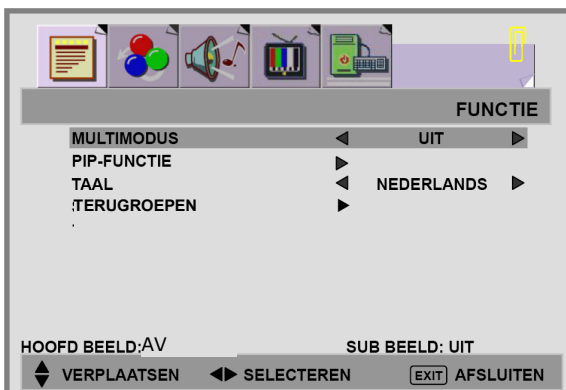 FUNCTIE
MULTIMODUS UIT
PIP-FUNCTIE
TAAL NEDERLANDS
TERUGROEPEN
HOOFD BEELD:AV SUB BEELD: UIT
VERPLAATSEN SELECTEREN EXIT AFSLUITEN